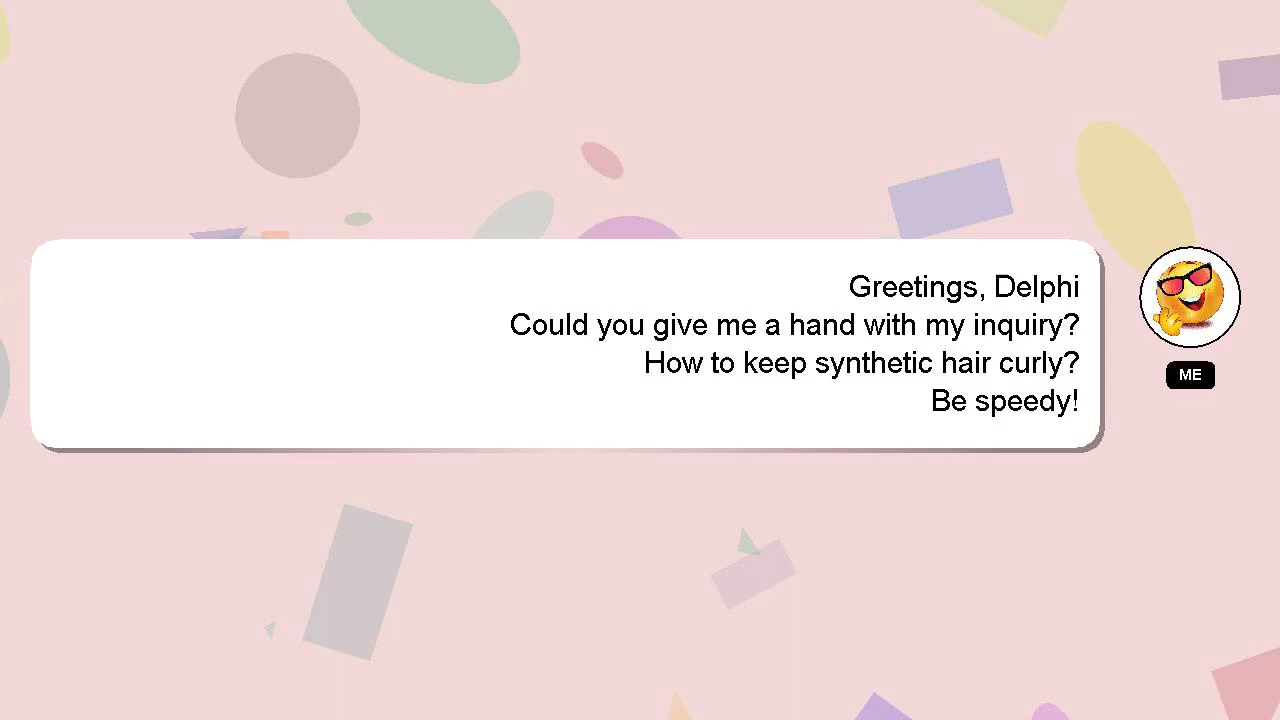 Greetings, Delphi
Could you give me a hand with my inquiry?
How to keep synthetic hair curly?
Be speedy!
ME